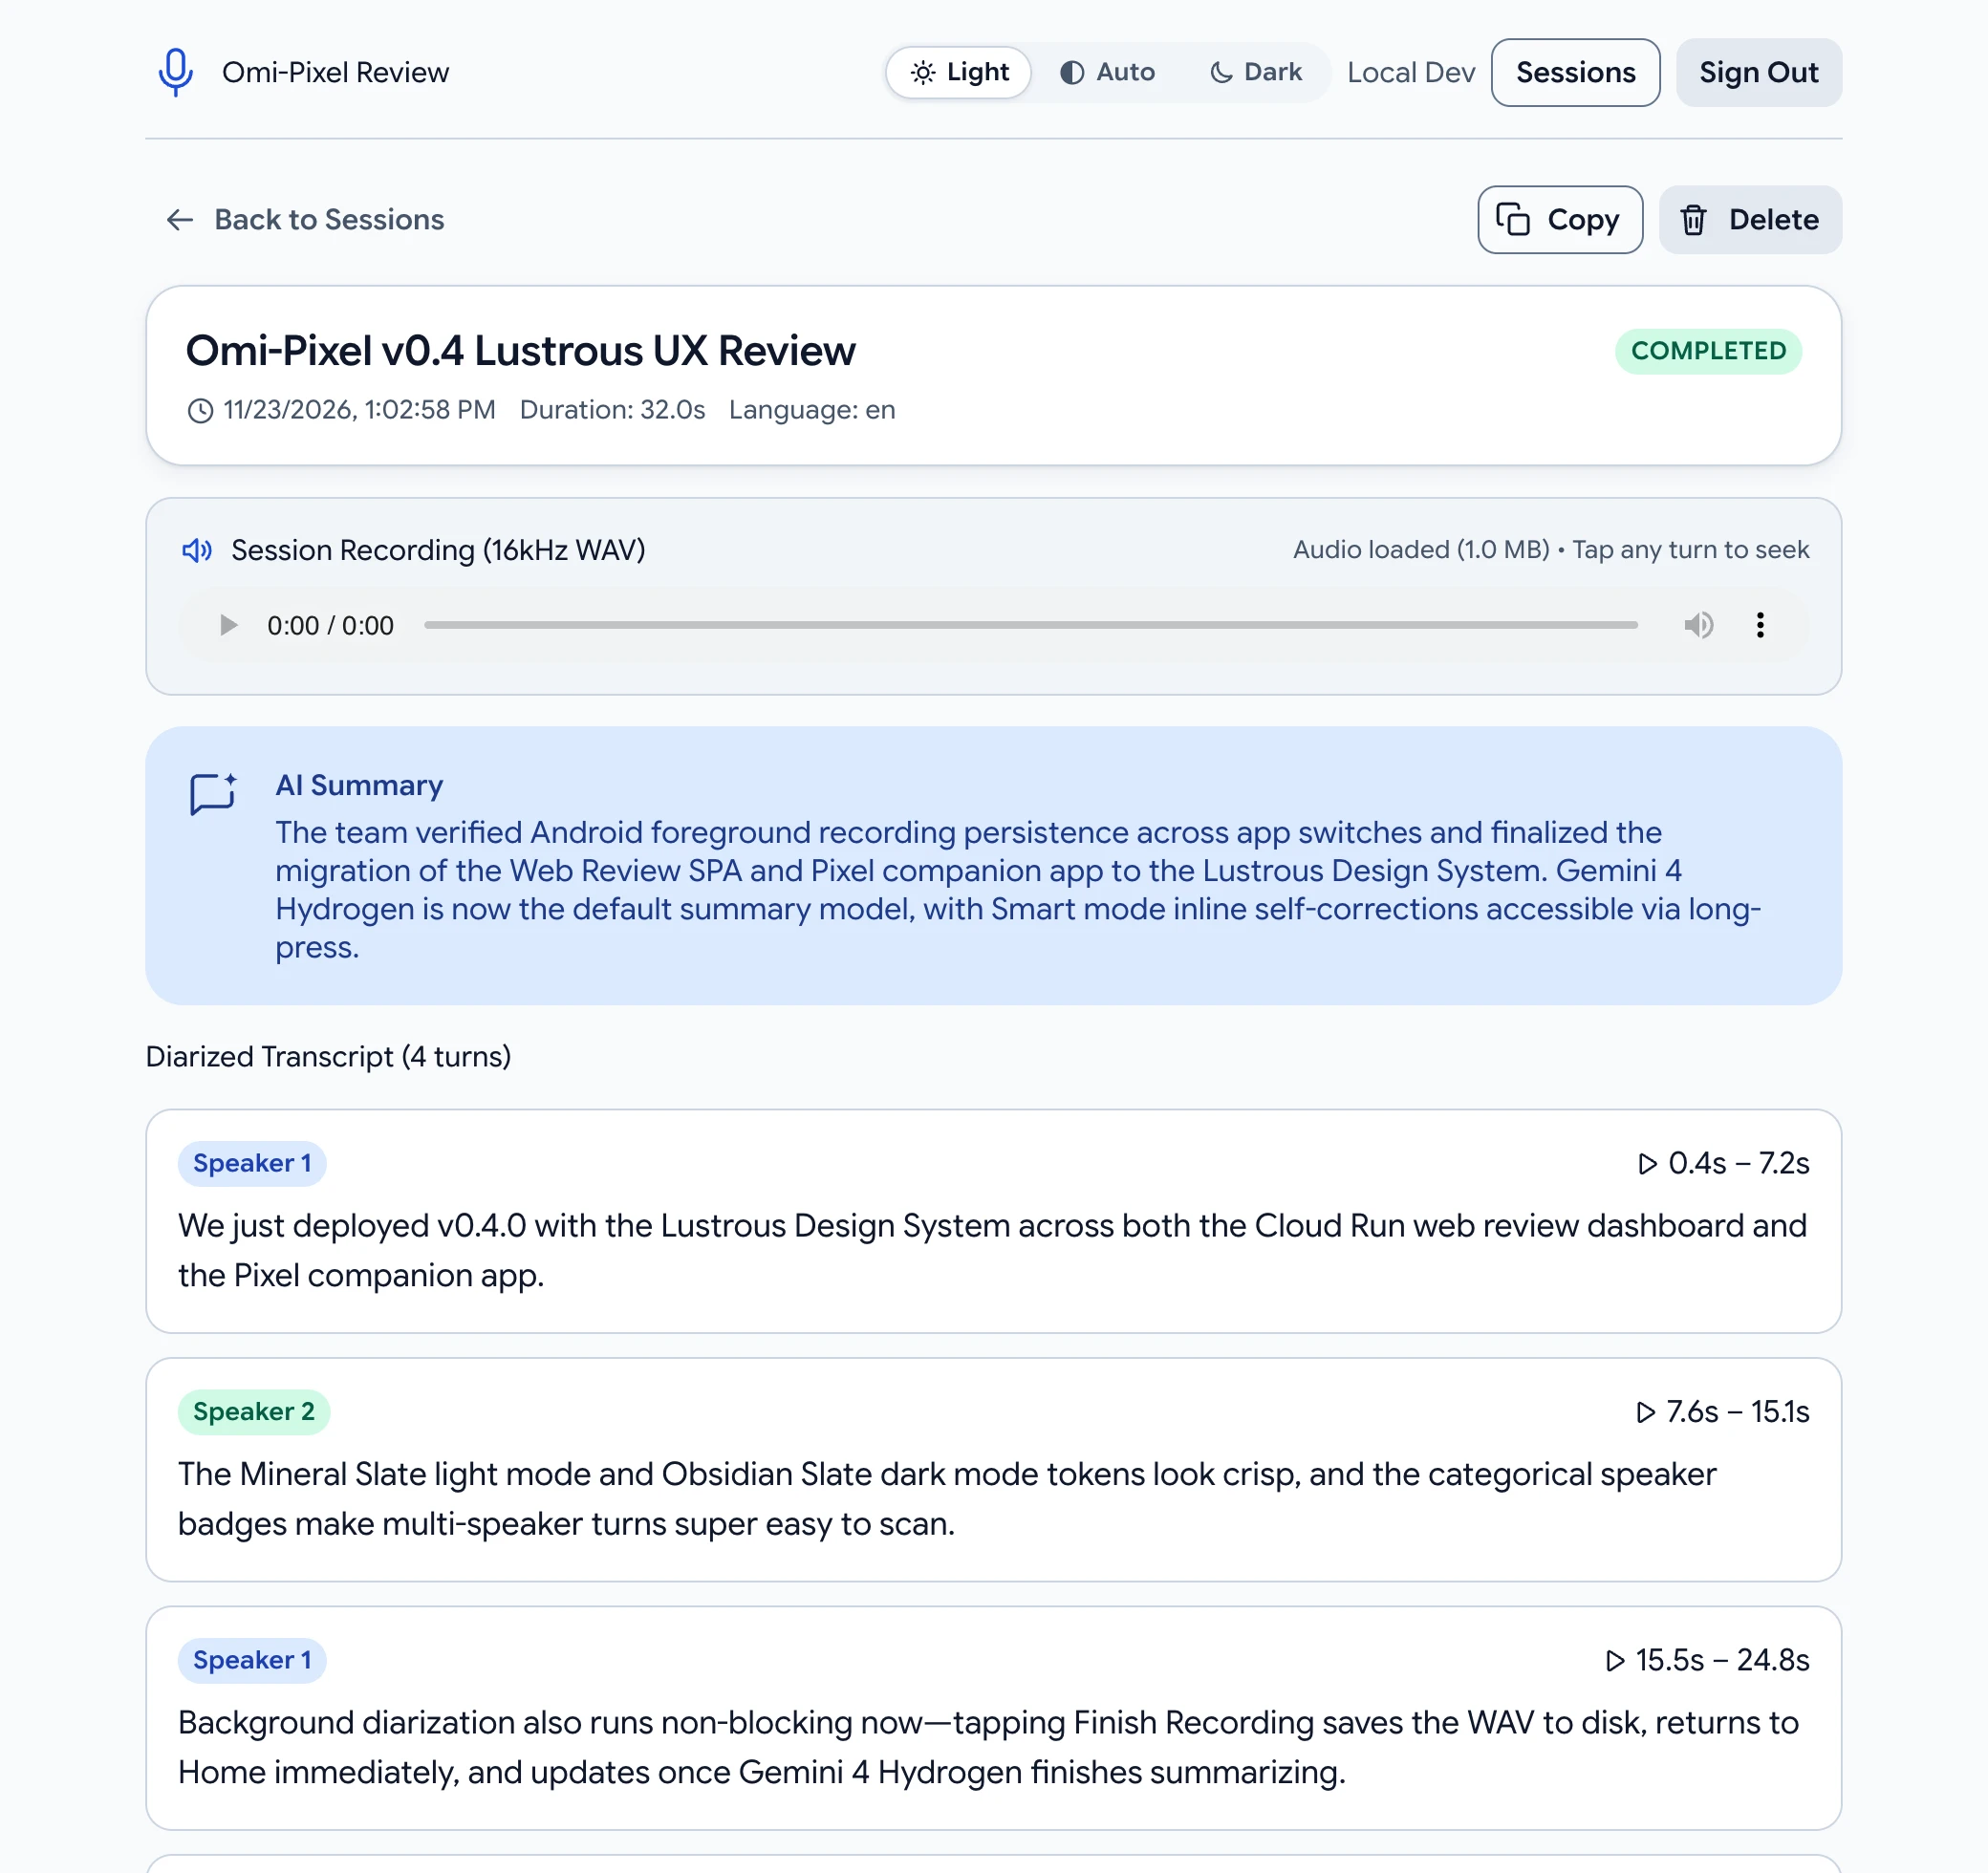 Omi-Pixel Review
Light
Auto
Dark
Local Dev
Sessions
Sign Out
Back to Sessions
Copy
Delete
Omi-Pixel v0.4 Lustrous UX Review
COMPLETED
11/23/2026, 1:02:58 PM Duration: 32.0s Language: en
Session Recording (16kHz WAV)
Audio loaded (1.0 MB) • Tap any turn to seek
0:00 / 0:00
AI Summary
The team verified Android foreground recording persistence across app switches and finalized the
migration of the Web Review SPA and Pixel companion app to the Lustrous Design System. Gemini 4
Hydrogen is now the default summary model, with Smart mode inline self-corrections accessible via long-
press.
Diarized Transcript (4 turns)
Speaker 1
0.4s – 7.2s
We just deployed v0.4.0 with the Lustrous Design System across both the Cloud Run web review dashboard and
the Pixel companion app.
Speaker 2
7.6s – 15.1s
The Mineral Slate light mode and Obsidian Slate dark mode tokens look crisp, and the categorical speaker
badges make multi-speaker turns super easy to scan.
Speaker 1
15.5s – 24.8s
Background diarization also runs non-blocking now—tapping Finish Recording saves the WAV to disk, returns to
Home immediately, and updates once Gemini 4 Hydrogen finishes summarizing.